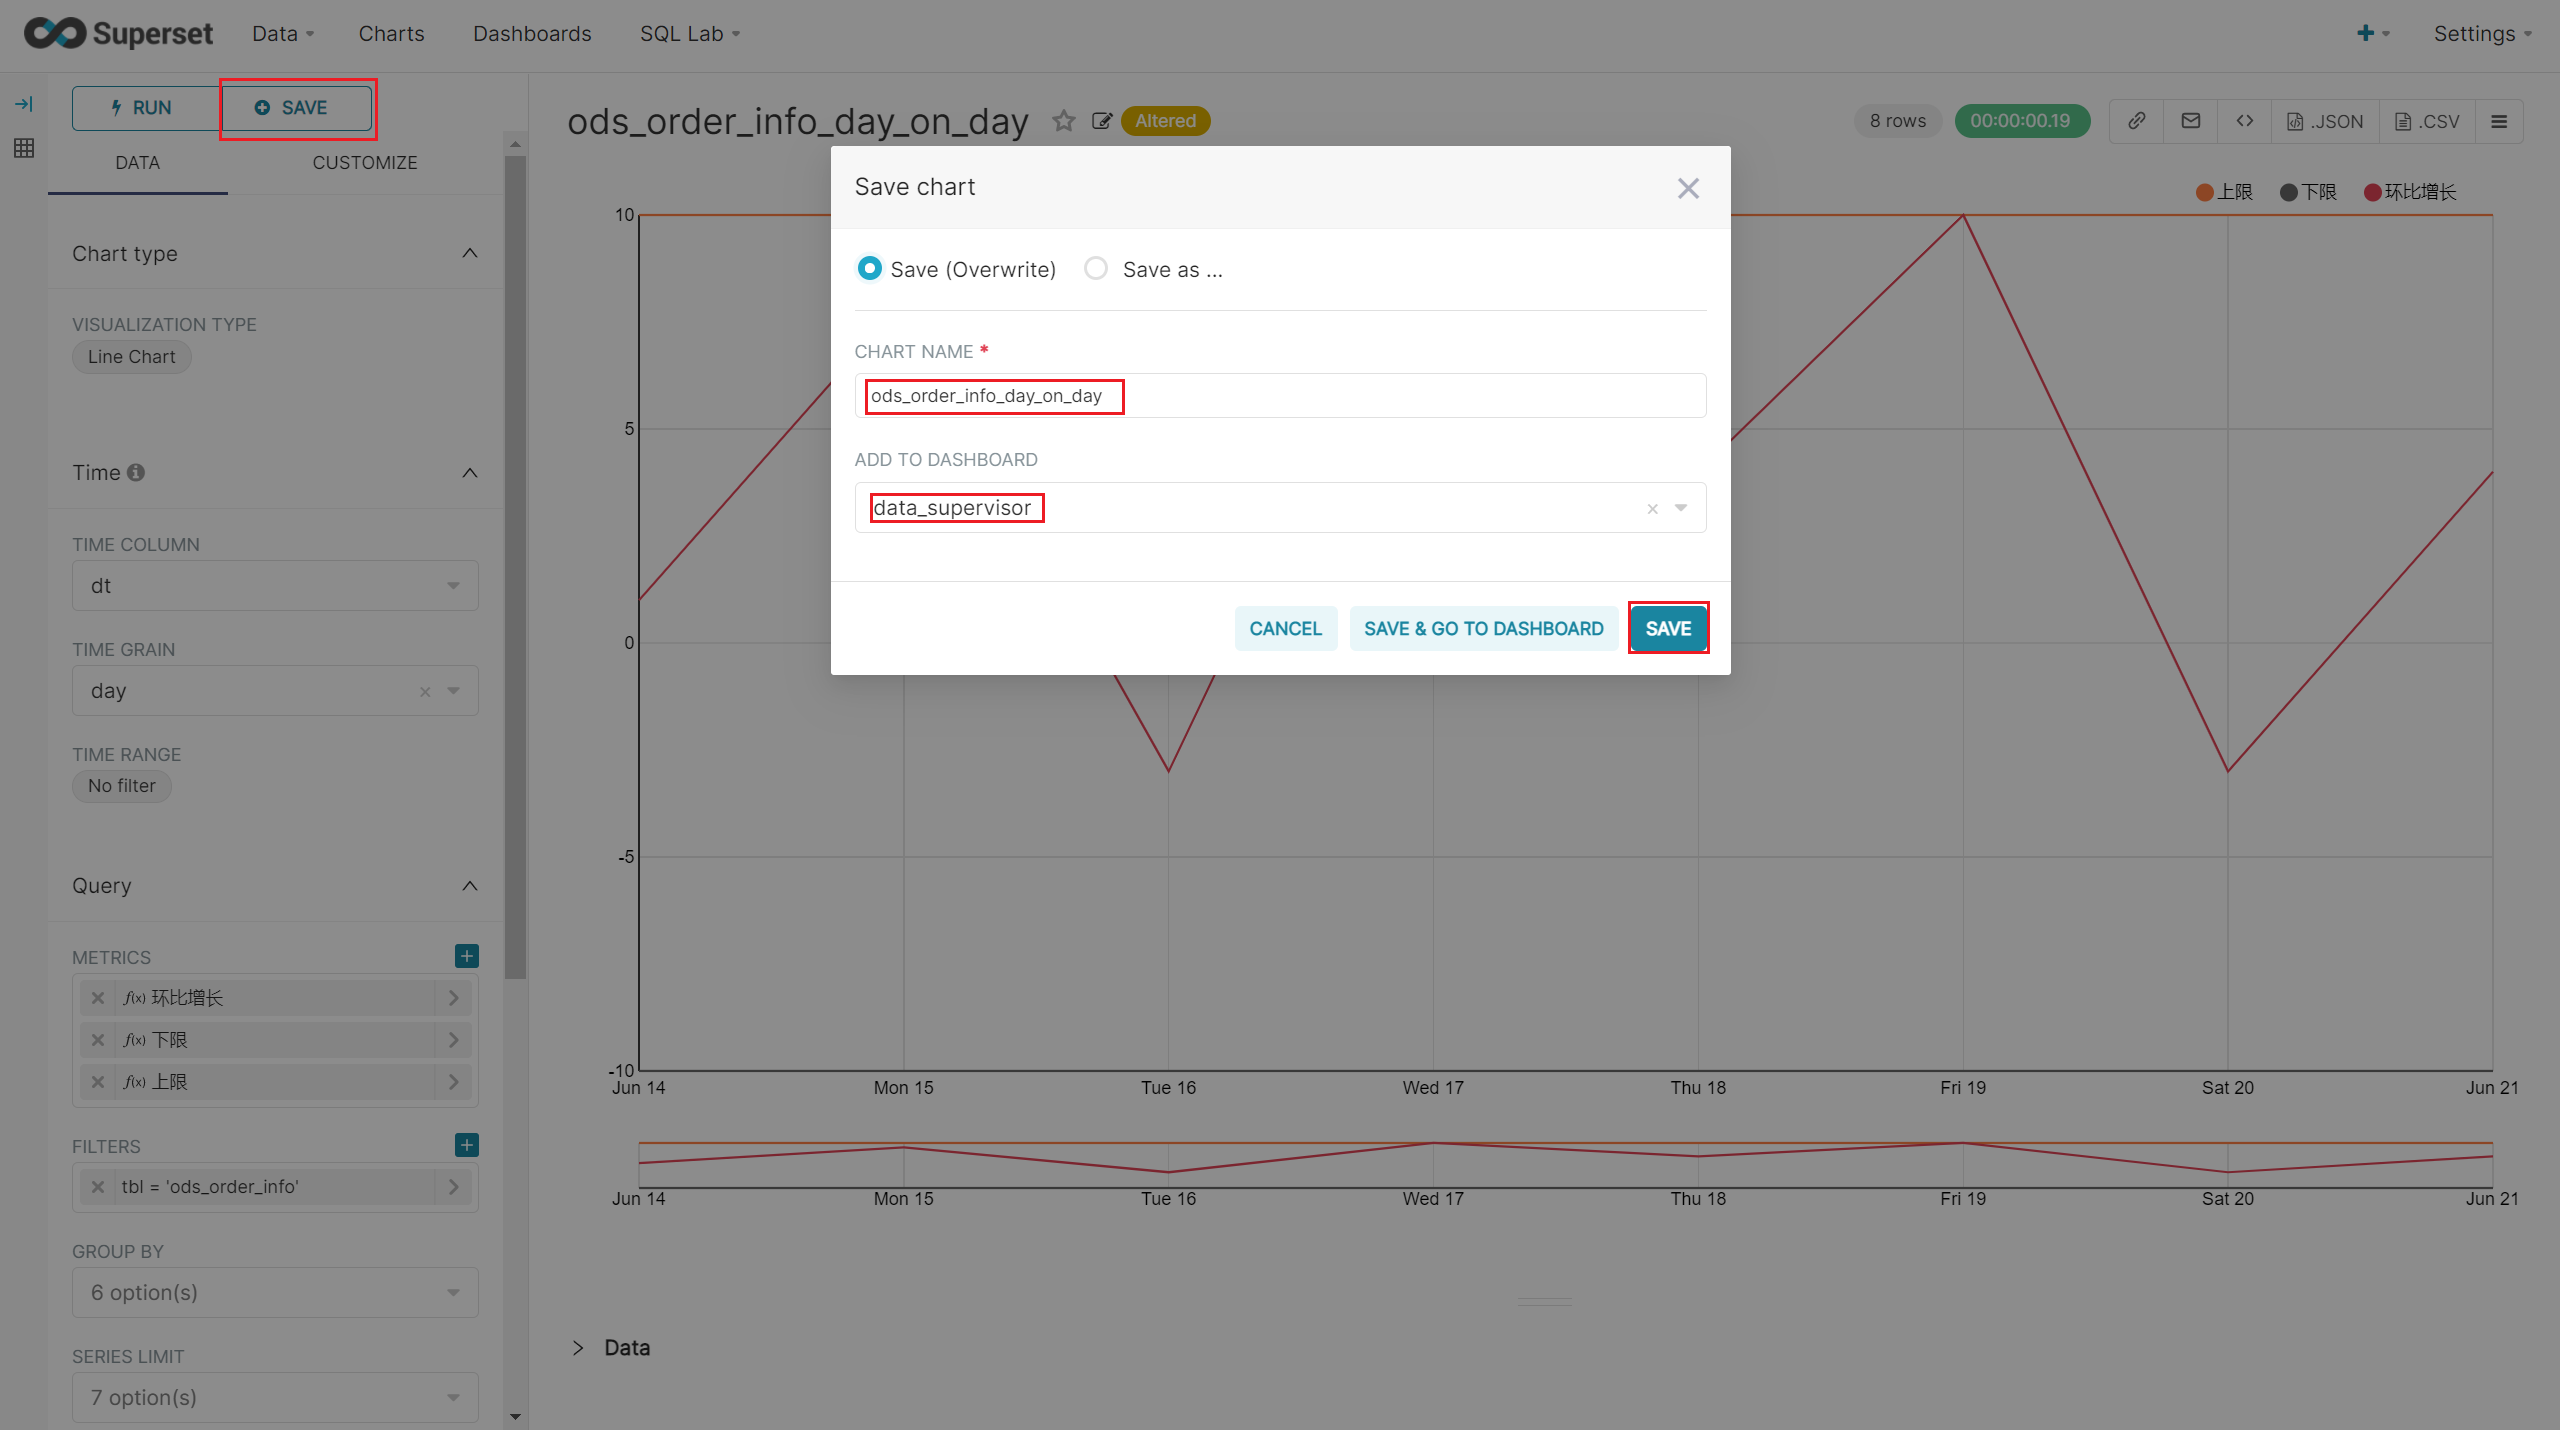 Superset Data Charts Dashboards SQL Lab + Settings
RUN SAVE
DATA CUSTOMIZE
Chart type
VISUALIZATION TYPE
Line Chart
Time
TIME COLUMN
dt
TIME GRAIN
day
TIME RANGE
No filter
Query
METRICS
f(x) 环比增长
f(x) 下限
f(x) 上限
FILTERS
tbl = 'ods_order_info'
GROUP BY
6 option(s)
SERIES LIMIT
7 option(s)
ods_order_info_day_on_day Altered 8 rows 00:00:00.19 .JSON .CSV
上限 下限 环比增长
Save chart
Save (Overwrite) Save as ...
CHART NAME *
ods_order_info_day_on_day
ADD TO DASHBOARD
data_supervisor
CANCEL SAVE & GO TO DASHBOARD SAVE
10
5
0
-5
-10
Jun 14 Mon 15 Tue 16 Wed 17 Thu 18 Fri 19 Sat 20 Jun 21
Jun 14 Mon 15 Tue 16 Wed 17 Thu 18 Fri 19 Sat 20 Jun 21
Data